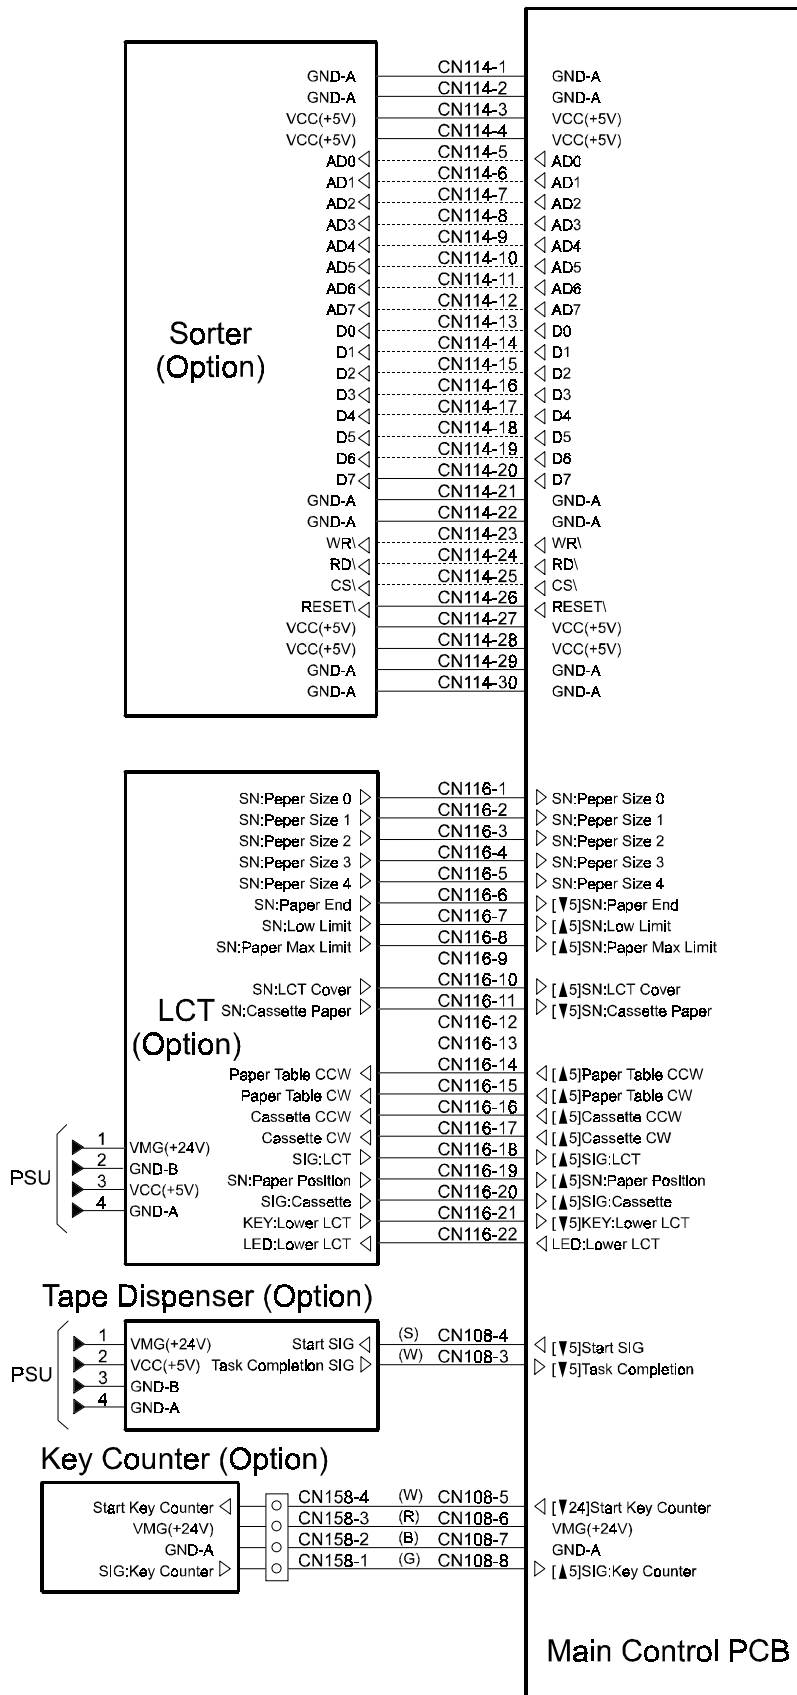 GND-A CN114-1 GND-A
GND-A CN114-2 GND-A
VCC(+5V) CN114-3 VCC(+5V)
VCC(+5V) CN114-4 VCC(+5V)
AD0 CN114-5 AD0
AD1 CN114-6 AD1
AD2 CN114-7 AD2
AD3 CN114-8 AD3
AD4 CN114-9 AD4
AD5 CN114-10 AD5
AD6 CN114-11 AD6
AD7 CN114-12 AD7
D0 CN114-13 D0
D1 CN114-14 D1
D2 CN114-15 D2
D3 CN114-16 D3
D4 CN114-17 D4
D5 CN114-18 D5
D6 CN114-19 D6
D7 CN114-20 D7
GND-A CN114-21 GND-A
GND-A CN114-22 GND-A
WR\ CN114-23 WR\
RD\ CN114-24 RD\
CS\ CN114-25 CS\
RESET\ CN114-26 RESET\
VCC(+5V) CN114-27 VCC(+5V)
VCC(+5V) CN114-28 VCC(+5V)
GND-A CN114-29 GND-A
GND-A CN114-30 GND-A
Sorter
(Option)
SN:Peper Size 0 CN116-1 SN:Peper Size 0
SN:Peper Size 1 CN116-2 SN:Peper Size 1
SN:Peper Size 2 CN116-3 SN:Peper Size 2
SN:Peper Size 3 CN116-4 SN:Peper Size 3
SN:Peper Size 4 CN116-5 SN:Peper Size 4
SN:Paper End CN116-6 [▼5]SN:Paper End
SN:Low Limit CN116-7 [▲5]SN:Low Limit
SN:Paper Max Limit CN116-8 [▲5]SN:Paper Max Limit
CN116-9
SN:LCT Cover CN116-10 [▲5]SN:LCT Cover
SN:Cassette Paper CN116-11 [▼5]SN:Cassette Paper
CN116-12
CN116-13
Paper Table CCW CN116-14 [▲5]Paper Table CCW
Paper Table CW CN116-15 [▲5]Paper Table CW
Cassette CCW CN116-16 [▲5]Cassette CCW
Cassette CW CN116-17 [▲5]Cassette CW
SIG:LCT CN116-18 [▲5]SIG:LCT
SN:Paper Position CN116-19 [▲5]SN:Paper Position
SIG:Cassette CN116-20 [▲5]SIG:Cassette
KEY:Lower LCT CN116-21 [▼5]KEY:Lower LCT
LED:Lower LCT CN116-22 LED:Lower LCT
LCT
(Option)
PSU
1 VMG(+24V)
2 GND-B
3 VCC(+5V)
4 GND-A
Tape Dispenser (Option)
PSU
1 VMG(+24V) Start SIG (S) CN108-4 [▼5]Start SIG
2 VCC(+5V) Task Completion SIG (W) CN108-3 [▼5]Task Completion
3 GND-B
4 GND-A
Key Counter (Option)
Start Key Counter CN158-4 (W) CN108-5 [▼24]Start Key Counter
VMG(+24V) CN158-3 (R) CN108-6 VMG(+24V)
GND-A CN158-2 (B) CN108-7 GND-A
SIG:Key Counter CN158-1 (G) CN108-8 [▲5]SIG:Key Counter
Main Control PCB